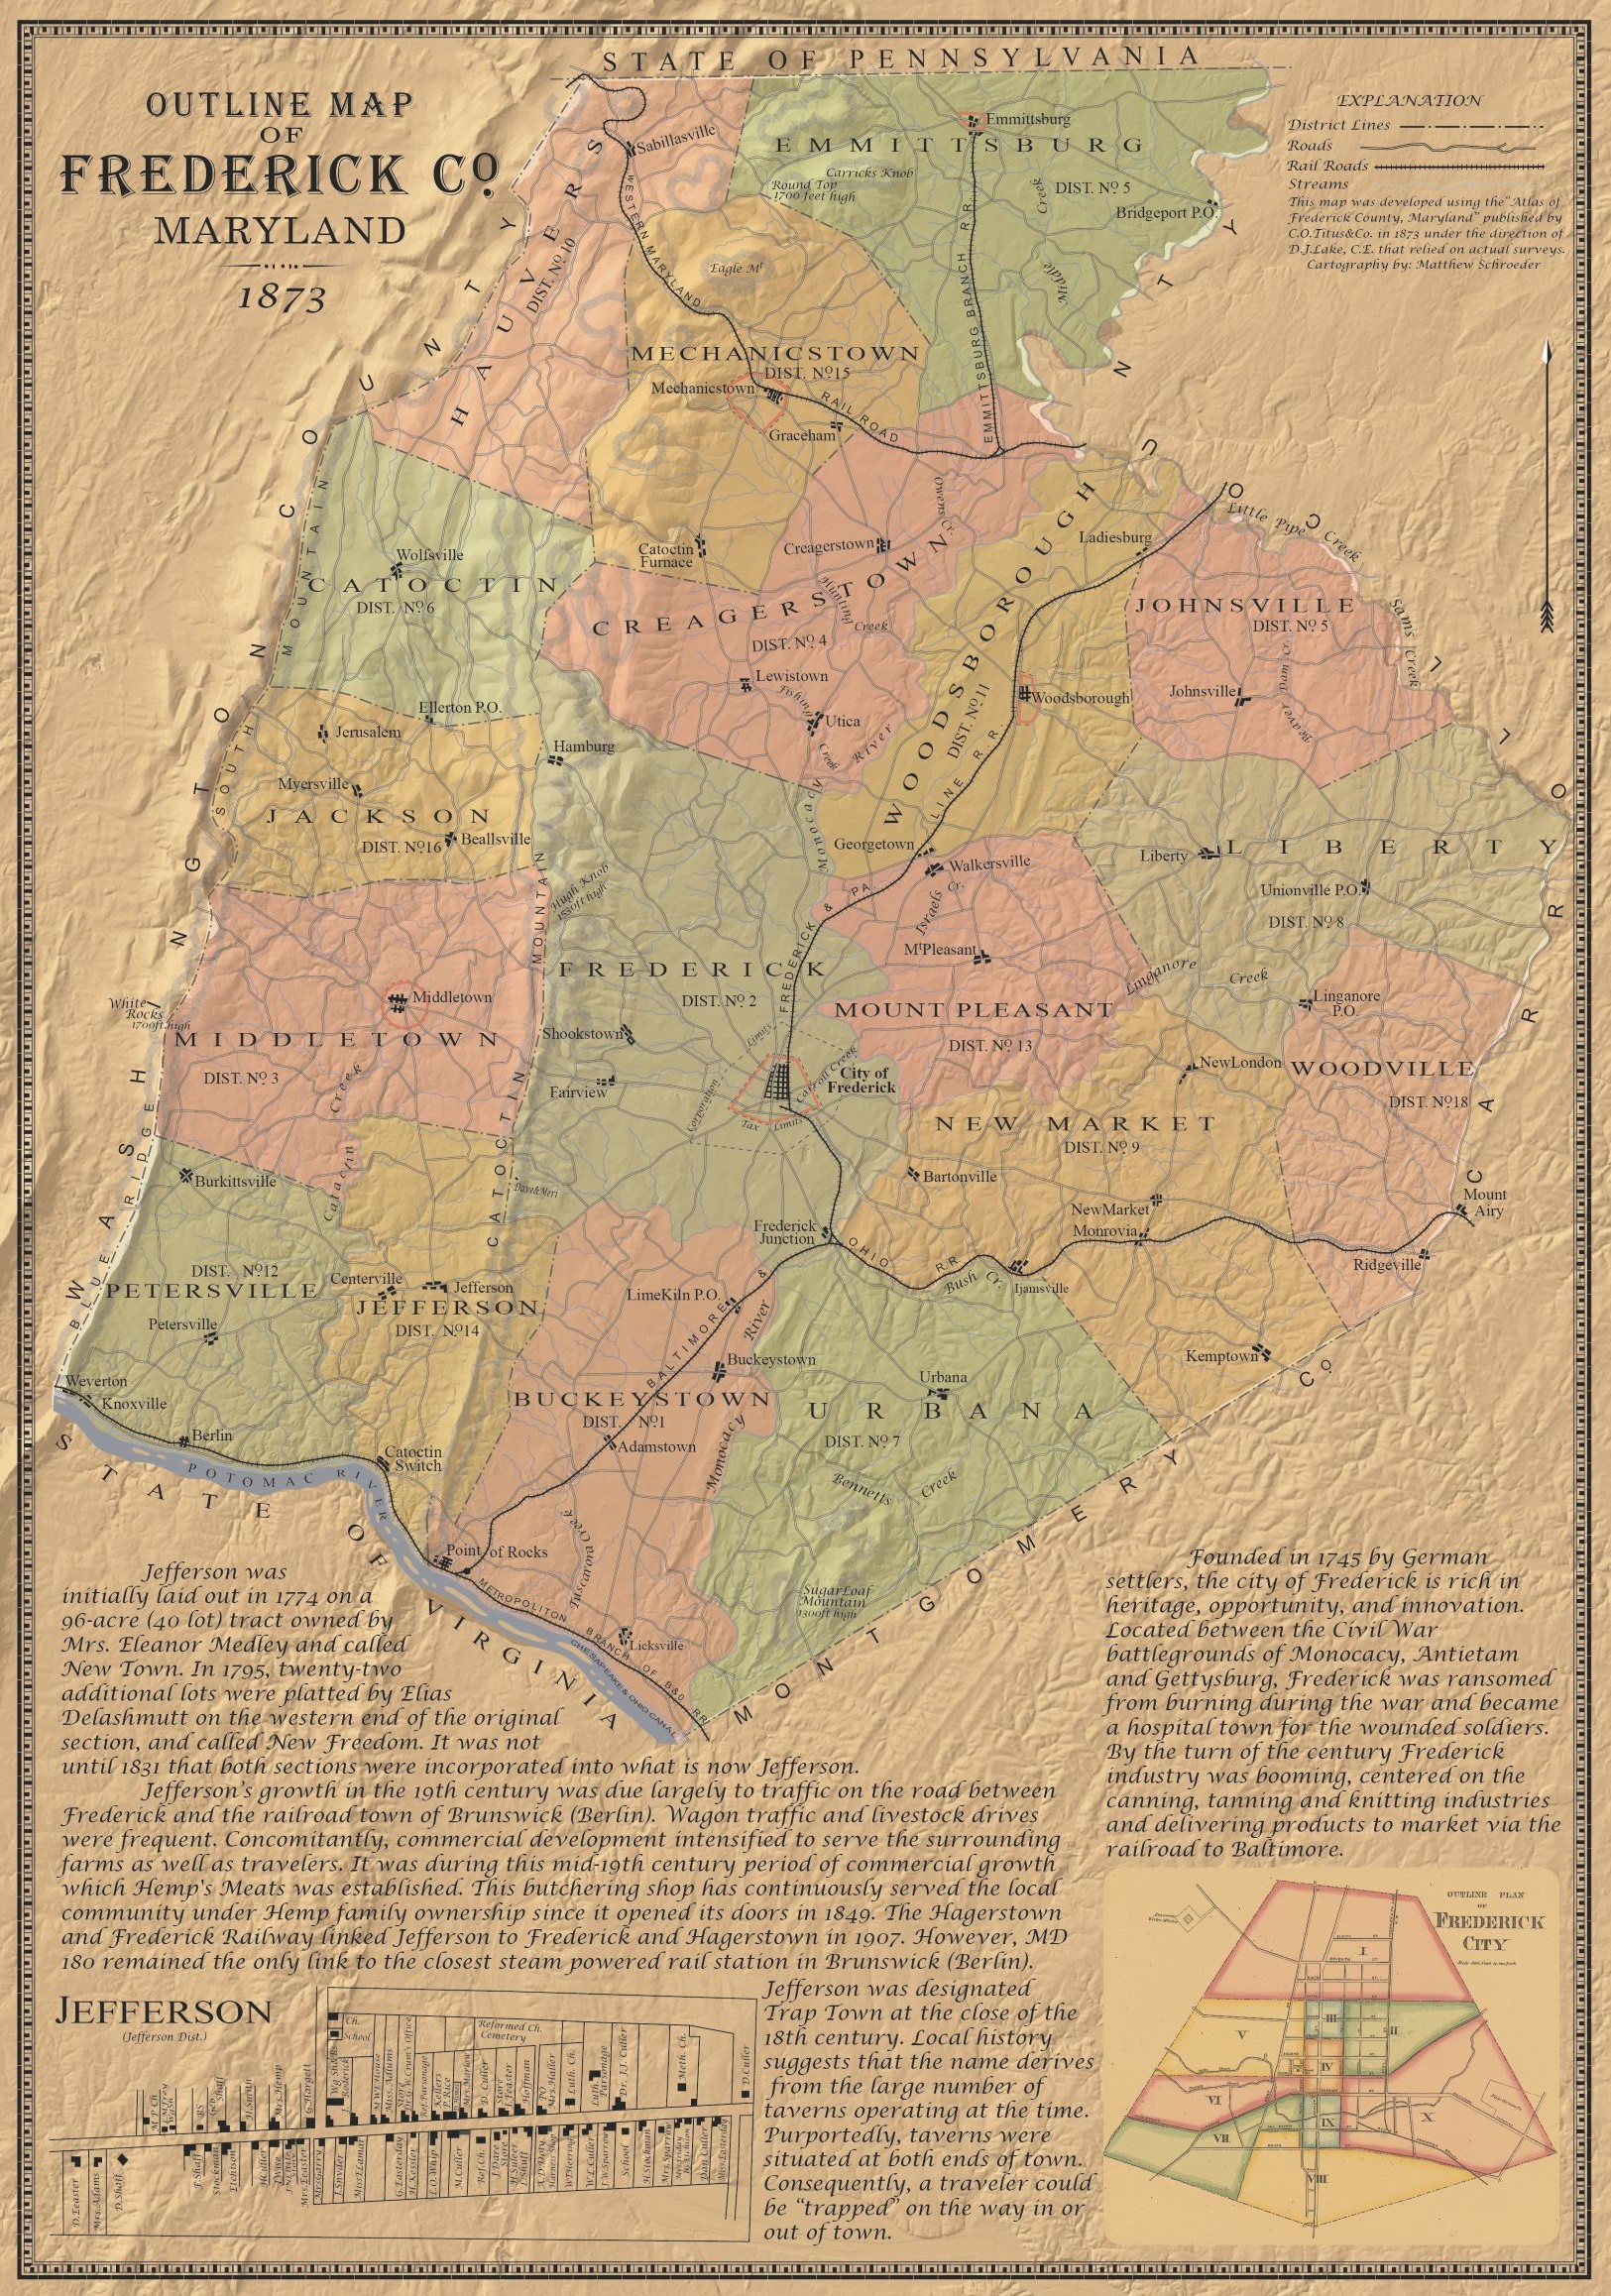 STATE OF PENNSYLVANIA
OUTLINE MAP
OF
FREDERICK Co
MARYLAND
1873
EXPLANATION
District Lines
Roads
Rail Roads
Streams
This map was developed using the "Atlas of
Frederick County, Maryland" published by
C.O.Titus&Co. in 1873 under the direction of
D.J.Lake, C.E. that relied on actual surveys.
Cartography by: Matthew Schroeder
WASHINGTON COUNTY
CARROLL COUNTY
MONTGOMERY Co
STATE OF VIRGINIA
EMMITTSBURG
DIST. No 5
Emmittsburg
Carricks Knob
Round Top
1700 feet high
Bridgeport P.O.
Middle Creek
EMMITTSBURG BRANCH R.R.
HAUVERS
DIST. No 10
Sabillasville
WESTERN MARYLAND RAIL ROAD
Eagle Mt
MECHANICSTOWN
DIST. No 15
Mechanicstown
Graceham
Catoctin
Furnace
CATOCTIN
DIST. No 6
Wolfsville
Ellerton P.O.
SOUTH MOUNTAIN
CREAGERSTOWN
DIST. No 4
Creagerstown
Owens Cr.
Hunting
Creek
Lewistown
Fishing Creek
Utica
Monocacy River
WOODSBOROUGH
DIST. No 11
Ladiesburg
Woodsborough
Georgetown
LINE R.R.
Little Pipe Creek
Sams Creek
JOHNSVILLE
DIST. No 5
Johnsville
Beaver Dam Cr.
JACKSON
DIST. No 16
Jerusalem
Myersville
Beallsville
Hamburg
LIBERTY
DIST. No 8
Liberty
Unionville P.O.
Linganore Creek
Walkersville
Israels Cr.
Mt Pleasant
MOUNT PLEASANT
DIST. No 13
MIDDLETOWN
DIST. No 3
Middletown
White
Rocks
1700ft high
Catoctin Creek
CATOCTIN MOUNTAIN
Hugh Knob
1530ft high
FREDERICK
DIST. No 2
FREDERICK & PA.
Shookstown
Fairview
City of
Frederick
Carroll Creek
Corporation Limits
Tax Limits
Dave&Meri
WOODVILLE
DIST. No 18
Linganore
P.O.
Mount
Airy
Ridgeville
NEW MARKET
DIST. No 9
NewLondon
Bartonville
NewMarket
Monrovia
Ijamsville
Kemptown
Bush Cr.
Frederick
Junction
BALTIMORE & OHIO RR
BLUE RIDGE
Burkittsville
DIST. No 12
PETERSVILLE
Petersville
Weverton
Knoxville
Berlin
Centerville
Jefferson
JEFFERSON
DIST. No 14
Catoctin
Switch
POTOMAC RIVER
LimeKiln P.O.
Buckeystown
BUCKEYSTOWN
DIST. No 1
Adamstown
Monocacy River
Point of Rocks
Tuscarora Creek
Licksville
METROPOLITON BRANCH OF B&O RR
CHESAPEAKE & OHIO CANAL
Urbana
URBANA
DIST. No 7
Bennetts Creek
SugarLoaf
Mountain
1300ft high
Jefferson was
initially laid out in 1774 on a
96-acre (40 lot) tract owned by
Mrs. Eleanor Medley and called
New Town. In 1795, twenty-two
additional lots were platted by Elias
Delashmutt on the western end of the original
section, and called New Freedom. It was not
until 1831 that both sections were incorporated into what is now Jefferson.
Jefferson's growth in the 19th century was due largely to traffic on the road between
Frederick and the railroad town of Brunswick (Berlin). Wagon traffic and livestock drives
were frequent. Concomitantly, commercial development intensified to serve the surrounding
farms as well as travelers. It was during this mid-19th century period of commercial growth
which Hemp's Meats was established. This butchering shop has continuously served the local
community under Hemp family ownership since it opened its doors in 1849. The Hagerstown
and Frederick Railway linked Jefferson to Frederick and Hagerstown in 1907. However, MD
180 remained the only link to the closest steam powered rail station in Brunswick (Berlin).
Founded in 1745 by German
settlers, the city of Frederick is rich in
heritage, opportunity, and innovation.
Located between the Civil War
battlegrounds of Monocacy, Antietam
and Gettysburg, Frederick was ransomed
from burning during the war and became
a hospital town for the wounded soldiers.
By the turn of the century Frederick
industry was booming, centered on the
canning, tanning and knitting industries
and delivering products to market via the
railroad to Baltimore.
JEFFERSON
(Jefferson Dist.)
Ch.
School
Reformed Ch.
Cemetery
Luth. Ch.
Luth. Parsonage
Dr. J.J. Culler
Meth. Ch.
D.Culler
Mrs. Haller
Mrs.Hemp
D.Easter
Mrs.Adams
D.Shaff
M.Culler
Ref Ch.
School
H.Stockman
Dan.Culler
Jefferson was designated
Trap Town at the close of the
18th century. Local history
suggests that the name derives
from the large number of
taverns operating at the time.
Purportedly, taverns were
situated at both ends of town.
Consequently, a traveler could
be "trapped" on the way in or
out of town.
OUTLINE PLAN
OF
FREDERICK
CITY
I
II
III
IV
V
VI
VII
VIII
IX
X